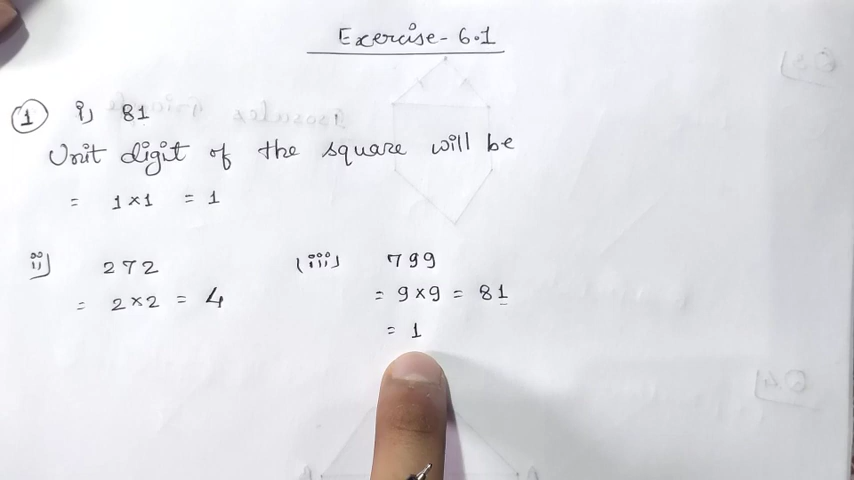 Exercise - 6.1
1 i) 81
Unit digit of the square will be
= 1×1 = 1
ii) 272
= 2×2 = 4
(iii) 799
= 9×9 = 81
= 1